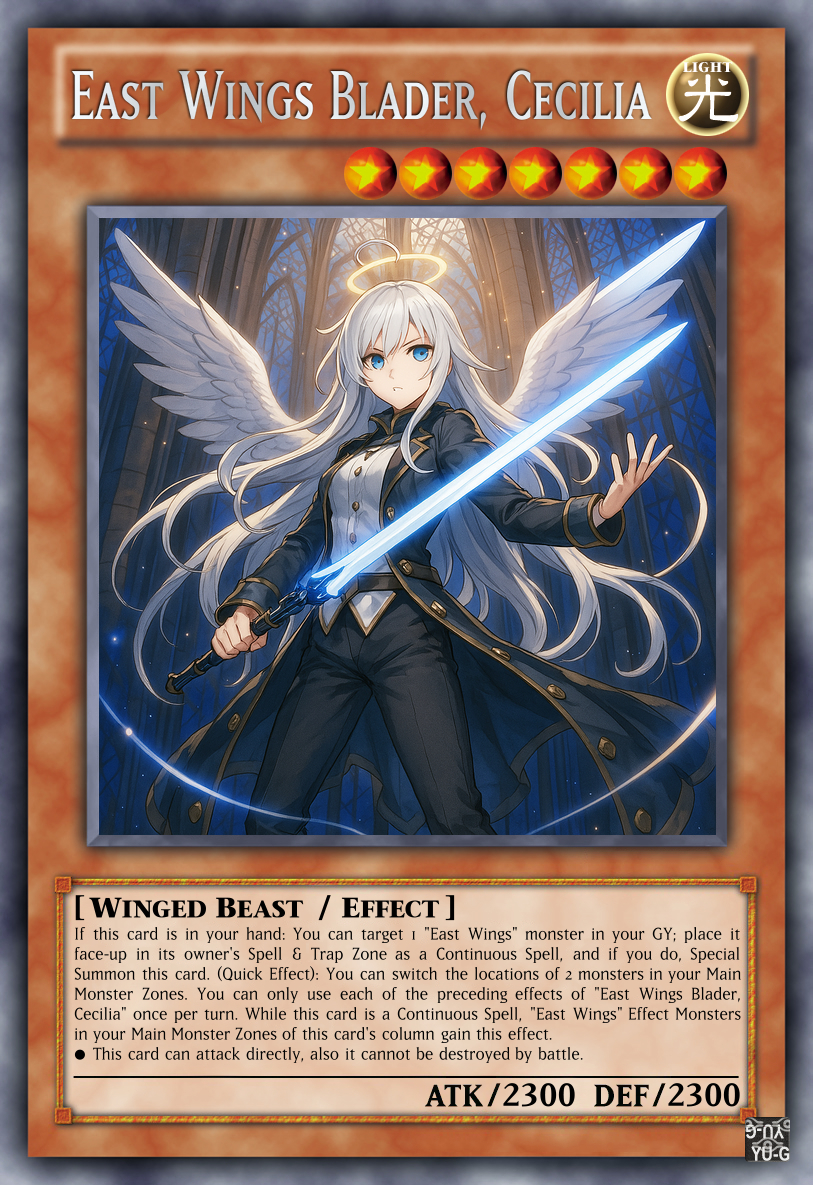 East Wings Blader, Cecilia
LIGHT
光
[ Winged Beast / Effect ]
If this card is in your hand: You can target 1 "East Wings" monster in your GY; place it
face-up in its owner's Spell & Trap Zone as a Continuous Spell, and if you do, Special
Summon this card. (Quick Effect): You can switch the locations of 2 monsters in your Main
Monster Zones. You can only use each of the preceding effects of "East Wings Blader,
Cecilia" once per turn. While this card is a Continuous Spell, "East Wings" Effect Monsters
in your Main Monster Zones of this card's column gain this effect.
● This card can attack directly, also it cannot be destroyed by battle.
ATK/2300 DEF/2300
YU-G